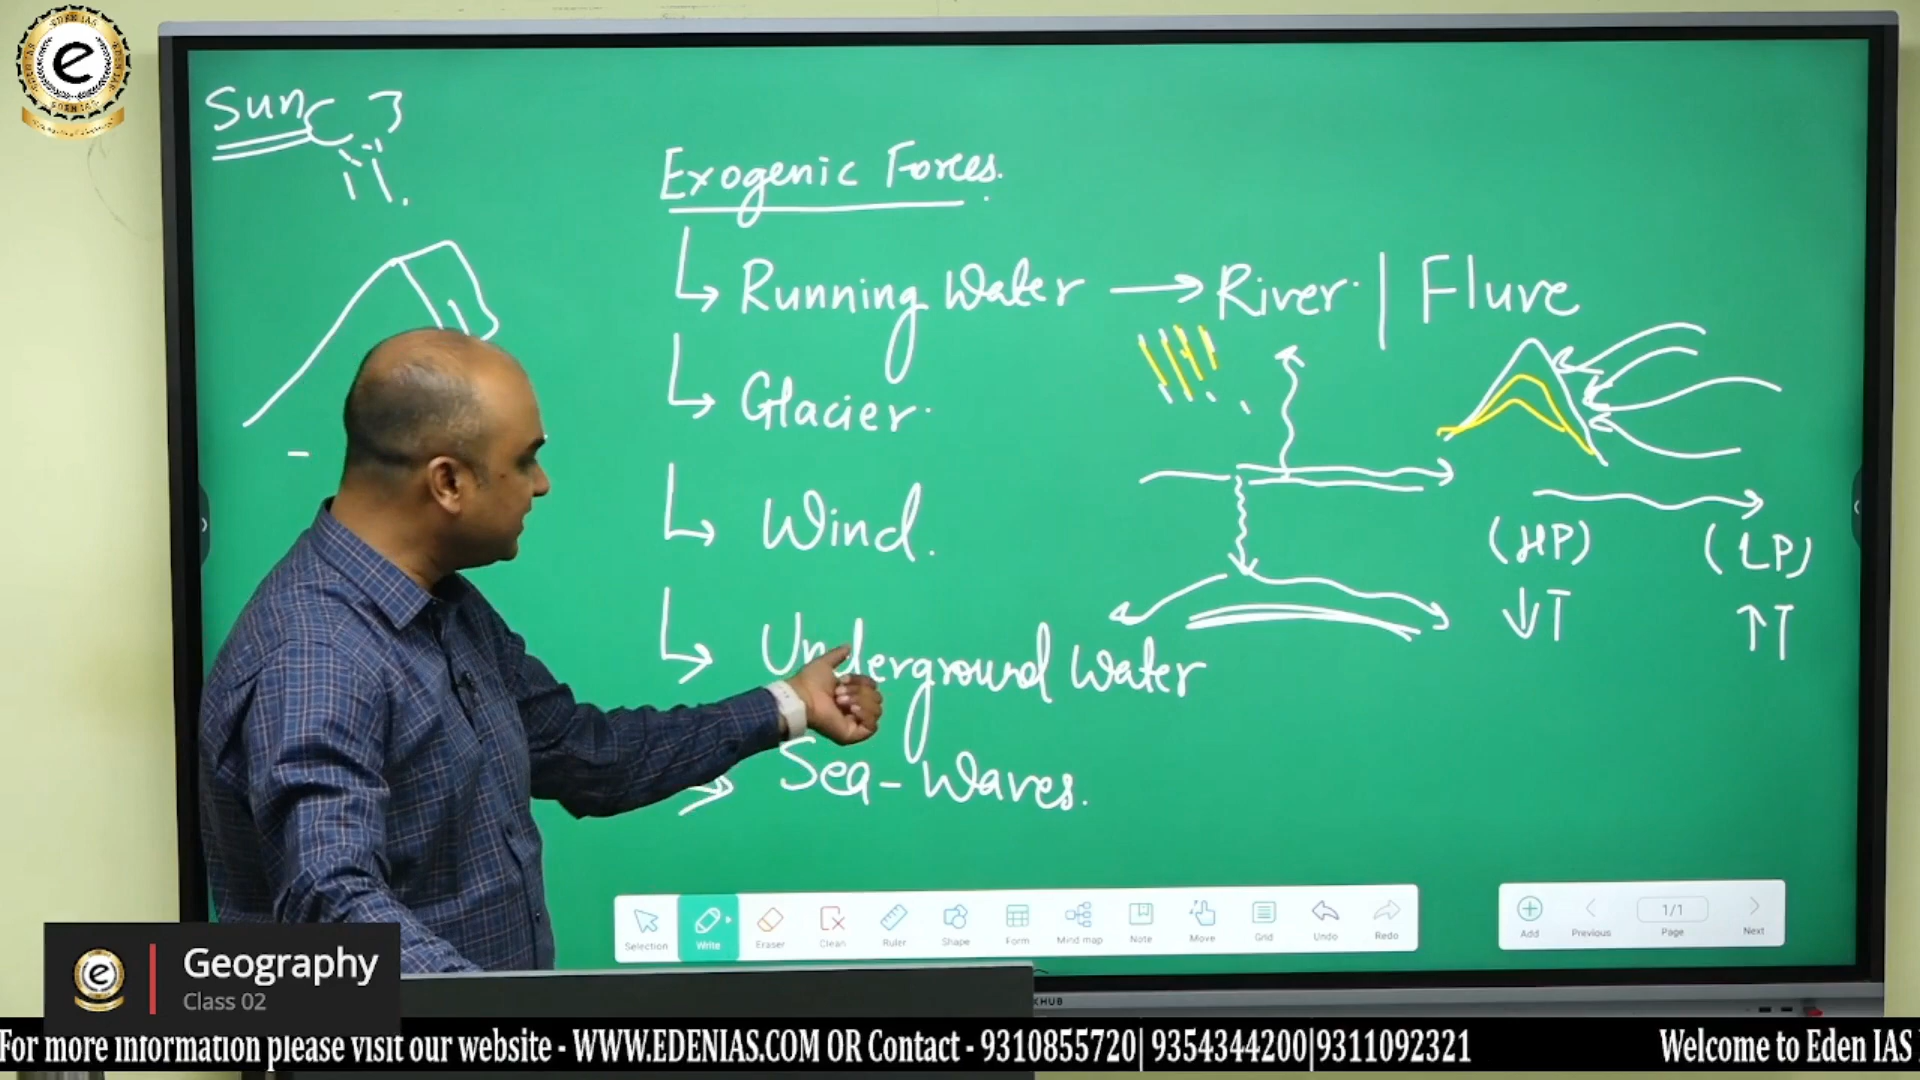 e
EDEN IAS
Sun
Exogenic Forces.
Running Water → River | Fluve
Glacier.
Wind.
(HP) (LP)
↓T ↑T
Underground Water
Sea-Waves.
Selection Write Eraser Clean Ruler Shape Form Mind map Note Move Grid Undo Redo
Add Previous 1/1 Page Next
Geography
Class 02
For more information please visit our website - WWW.EDENIAS.COM OR Contact - 9310855720| 9354344200|9311092321 Welcome to Eden IAS